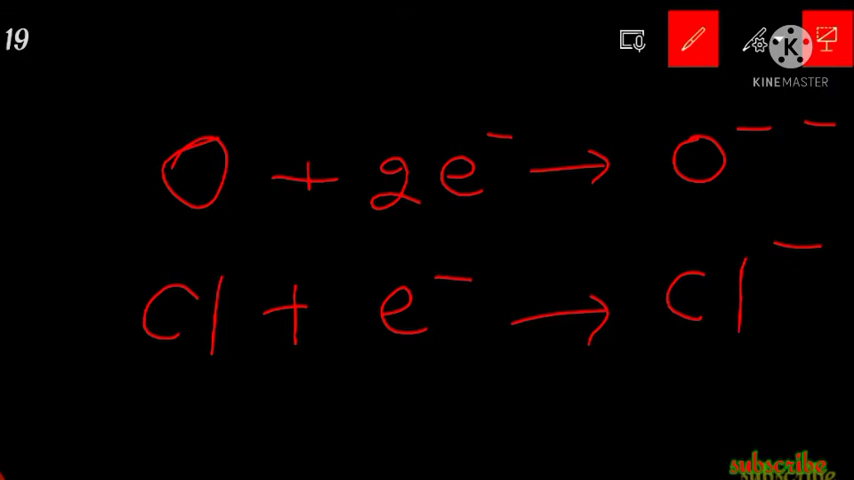 19
KINEMASTER
O + 2e⁻ → O⁻ ⁻
Cl + e⁻ → Cl⁻
subscribe